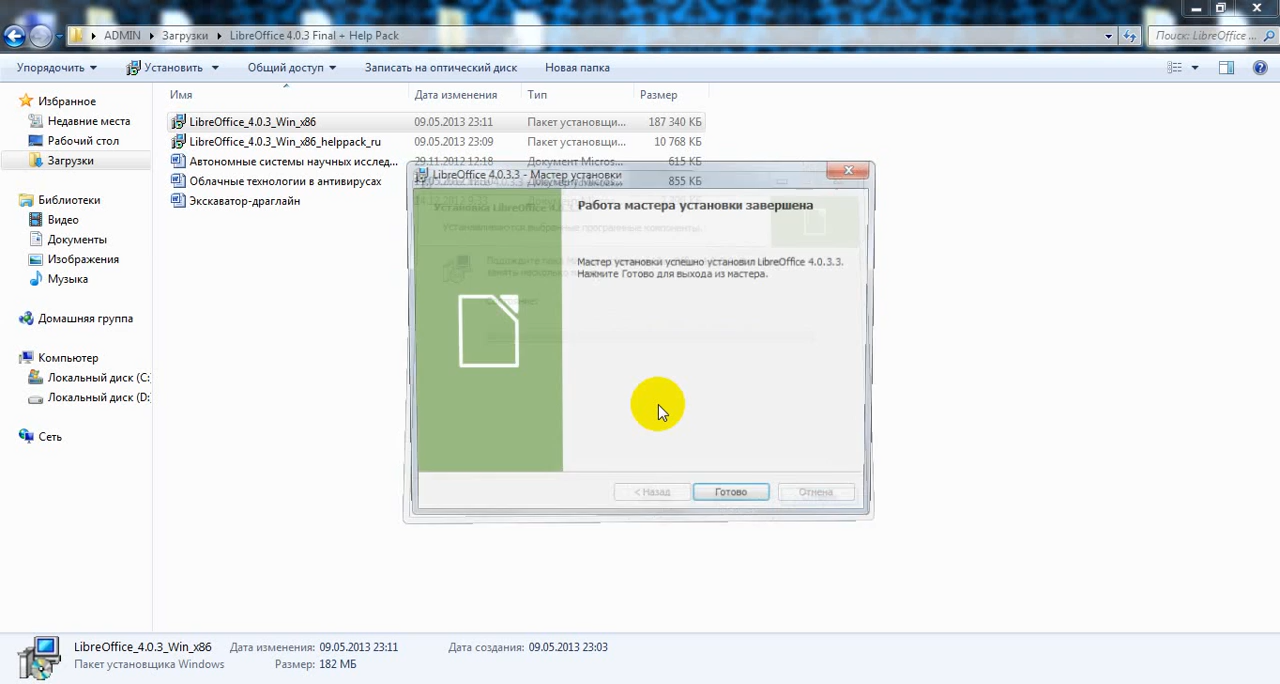 ADMIN Загрузки LibreOffice 4.0.3 Final + Help Pack
Поиск: LibreOffice ...
Упорядочить Установить Общий доступ Записать на оптический диск Новая папка
Имя Дата изменения Тип Размер
Избранное
Недавние места
Рабочий стол
Загрузки
Библиотеки
Видео
Документы
Изображения
Музыка
Домашняя группа
Компьютер
Локальный диск (C:
Локальный диск (D:
Сеть
LibreOffice_4.0.3_Win_x86 09.05.2013 23:11 Пакет установщи... 187 340 КБ
LibreOffice_4.0.3_Win_x86_helppack_ru 09.05.2013 23:09 Пакет установщи... 10 768 КБ
Автономные системы научных исслед... 29.11.2012 12:18 Документ Micros... 615 КБ
Облачные технологии в антивирусах 855 КБ
Экскаватор-драглайн
LibreOffice 4.0.3.3 - Мастер установки
Работа мастера установки завершена
Мастер установки успешно установил LibreOffice 4.0.3.3.
Нажмите Готово для выхода из мастера.
Устанавливаются выбранные программные компоненты.
< Назад Готово Отмена
LibreOffice_4.0.3_Win_x86 Дата изменения: 09.05.2013 23:11 Дата создания: 09.05.2013 23:03
Пакет установщика Windows Размер: 182 МБ